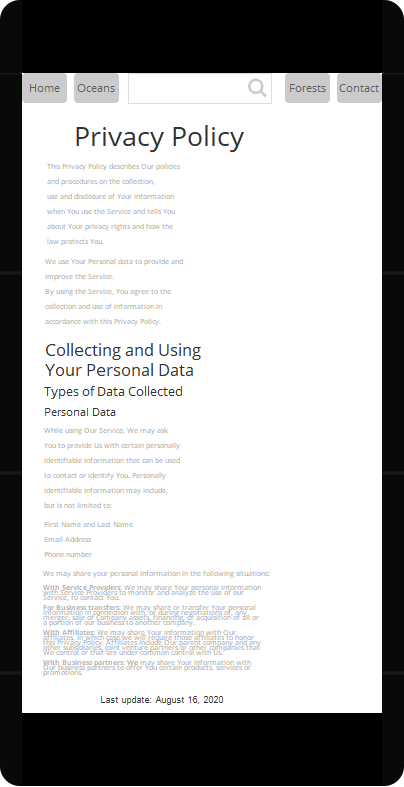 Home Oceans Forests Contact
Privacy Policy
This Privacy Policy describes Our policies
and procedures on the collection,
use and disclosure of Your information
when You use the Service and tells You
about Your privacy rights and how the
law protects You.
We use Your Personal data to provide and
improve the Service.
By using the Service, You agree to the
collection and use of information in
accordance with this Privacy Policy.
Collecting and Using
Your Personal Data
Types of Data Collected
Personal Data
While using Our Service, We may ask
You to provide Us with certain personally
identifiable information that can be used
to contact or identify You. Personally
identifiable information may include,
but is not limited to:
First Name and Last Name
Email Address
Phone number
We may share your personal information in the following situations:
With Service Providers: We may share Your personal information
with Service Providers to monitor and analyze the use of our
Service, to contact You.
For Business transfers: We may share or transfer Your personal
information in connection with, or during negotiations of, any
merger, sale of Company assets, financing, or acquisition of all or
a portion of our business to another company.
With Affiliates: We may share Your information with Our
affiliates, in which case we will require those affiliates to honor
this Privacy Policy. Affiliates include Our parent company and any
other subsidiaries, joint venture partners or other companies that
We control or that are under common control with Us.
With Business partners: We may share Your information with
Our business partners to offer You certain products, services or
promotions.
Last update: August 16, 2020